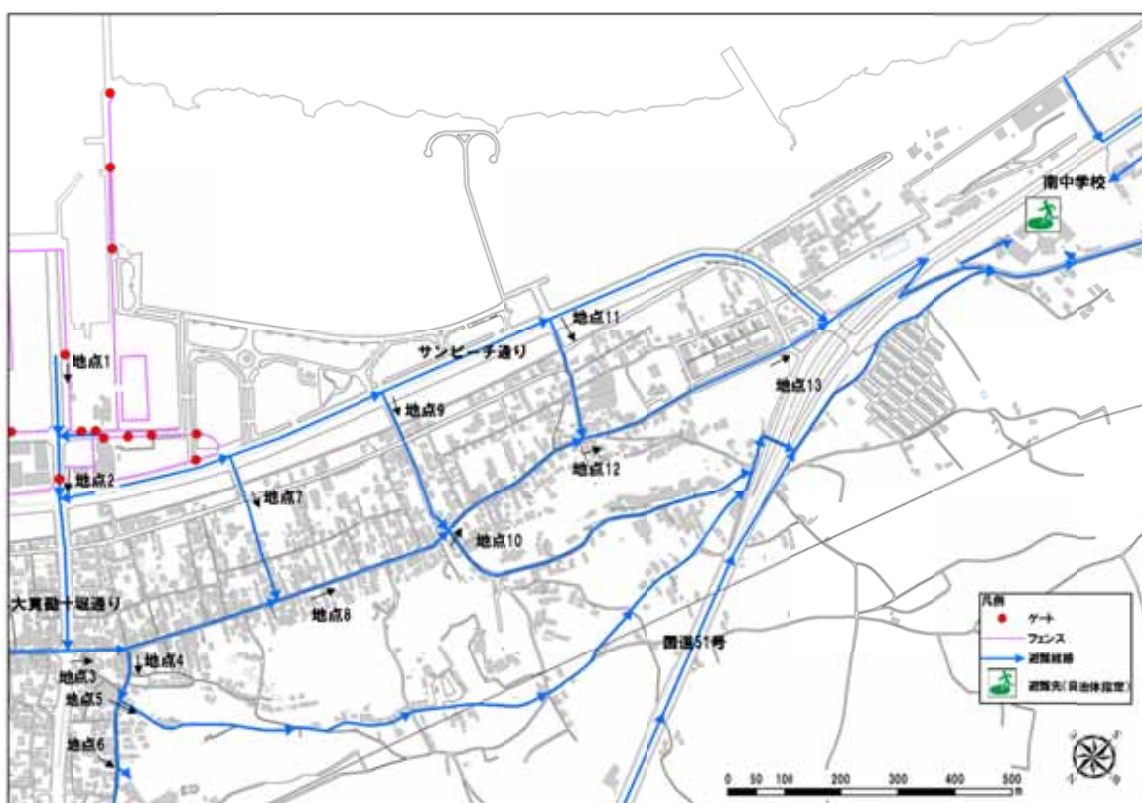 南中学校
地点1
地点11
サンビーチ通り
地点13
地点9
地点12
地点2
地点7
地点10
大貫勘十堀通り
地点8
国道51号
地点4
地点3
地点5
地点6
凡例
ゲート
フェンス
避難経路
避難先(自治体指定)
0 50 100 200 300 400 500
m